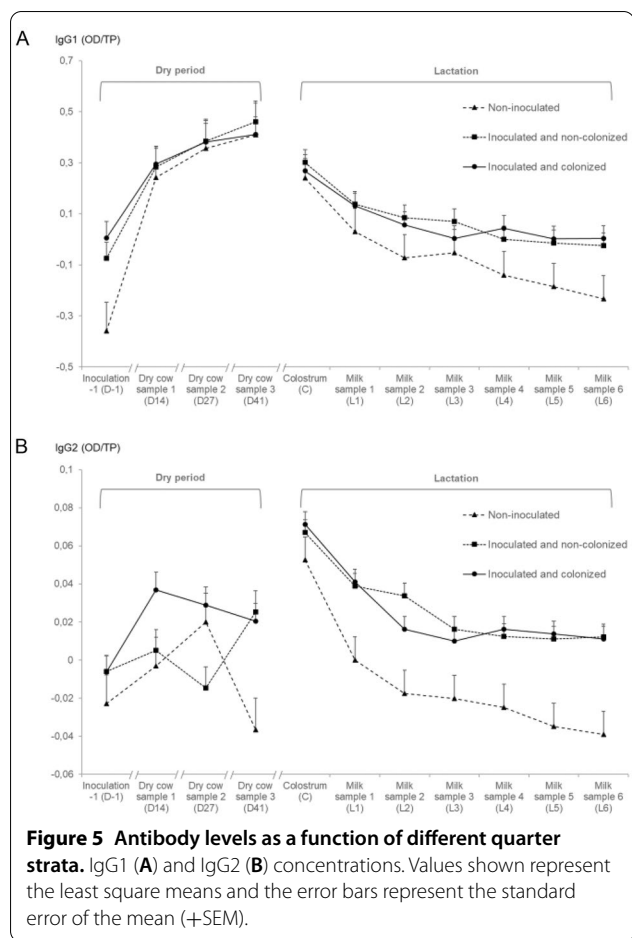 A
IgG1 (OD/TP)
0,7
0,5
0,3
0,1
-0,1
-0,3
-0,5
Dry period
Lactation
Non-inoculated
Inoculated and non-colonized
Inoculated and colonized
Inoculation -1 (D-1)
Dry cow sample 1 (D14)
Dry cow sample 2 (D27)
Dry cow sample 3 (D41)
Colostrum (C)
Milk sample 1 (L1)
Milk sample 2 (L2)
Milk sample 3 (L3)
Milk sample 4 (L4)
Milk sample 5 (L5)
Milk sample 6 (L6)
B
IgG2 (OD/TP)
0,1
0,08
0,06
0,04
0,02
0
-0,02
-0,04
-0,06
Dry period
Lactation
Non-inoculated
Inoculated and non-colonized
Inoculated and colonized
Inoculation -1 (D-1)
Dry cow sample 1 (D14)
Dry cow sample 2 (D27)
Dry cow sample 3 (D41)
Colostrum (C)
Milk sample 1 (L1)
Milk sample 2 (L2)
Milk sample 3 (L3)
Milk sample 4 (L4)
Milk sample 5 (L5)
Milk sample 6 (L6)
Figure 5 Antibody levels as a function of different quarter
strata. IgG1 (A) and IgG2 (B) concentrations. Values shown represent
the least square means and the error bars represent the standard
error of the mean (+SEM).